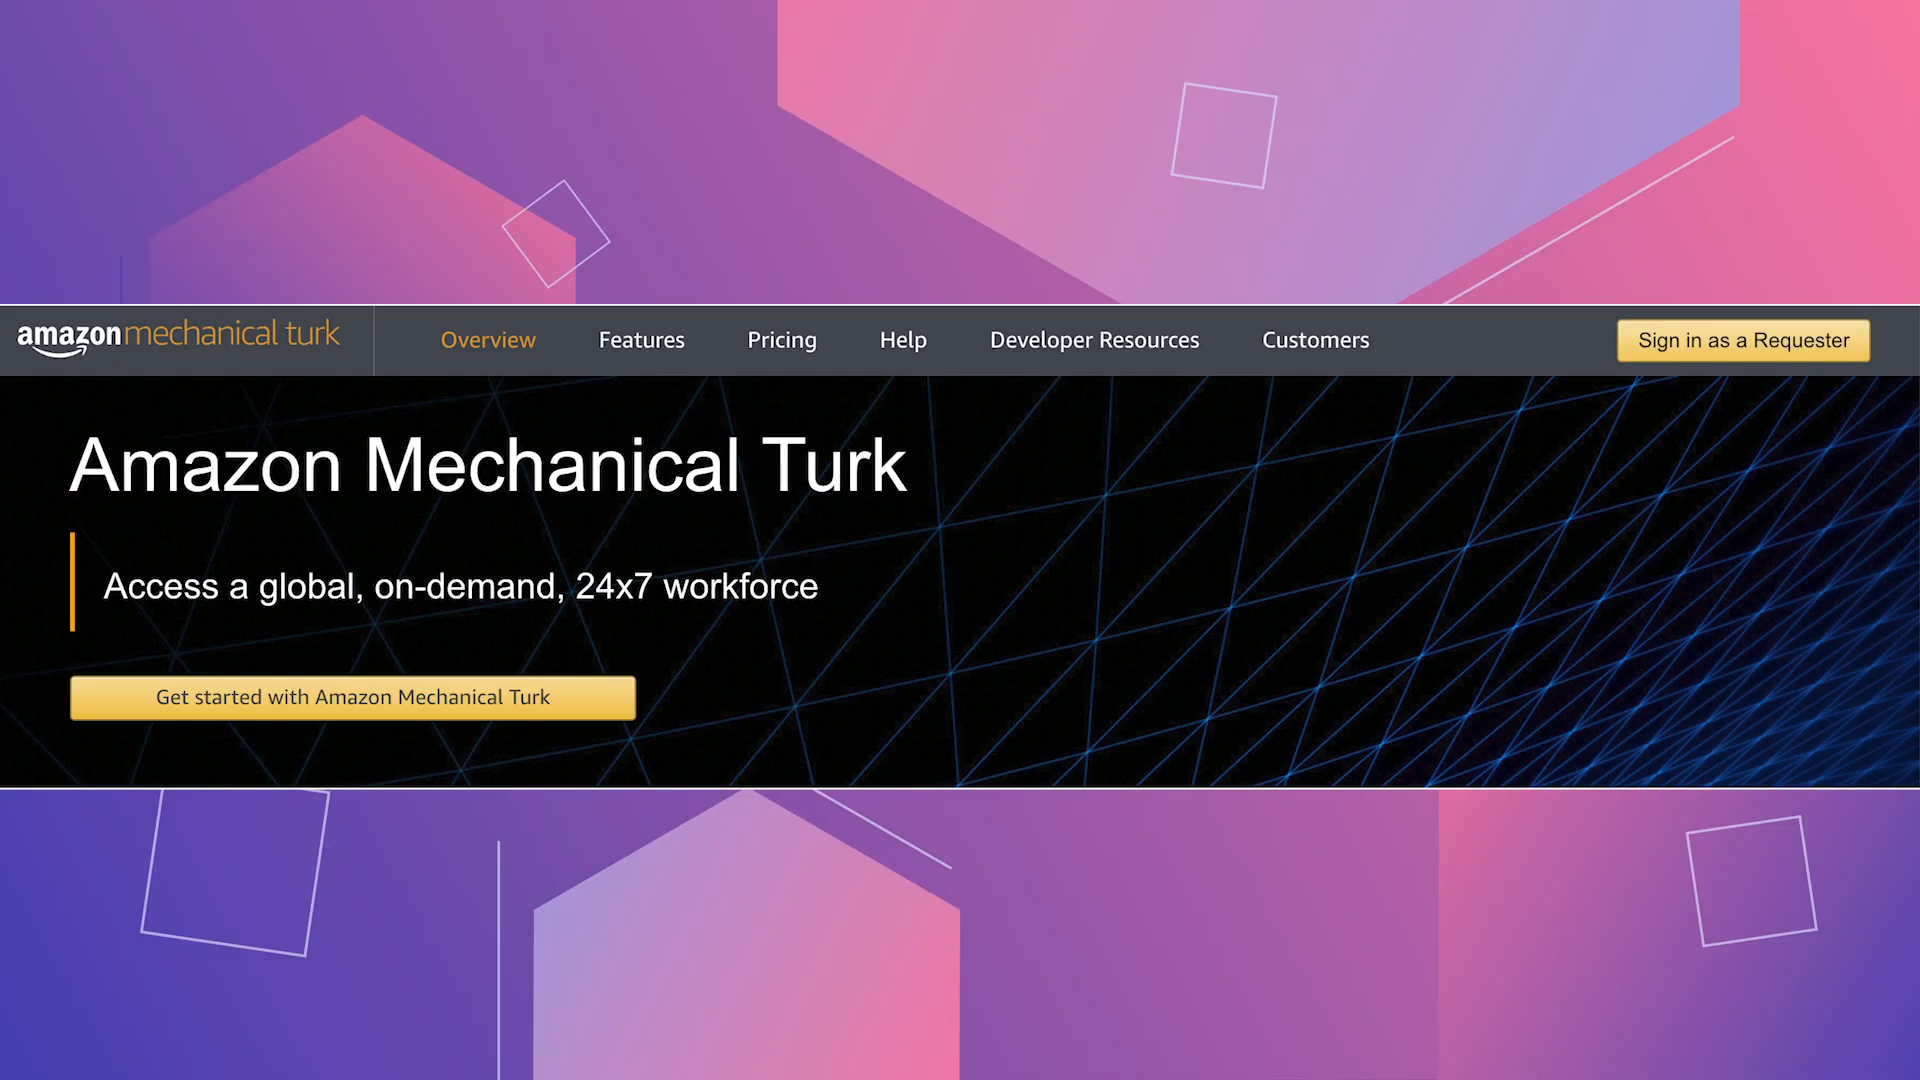 amazon mechanical turk
Overview
Features
Pricing
Help
Developer Resources
Customers
Sign in as a Requester
Amazon Mechanical Turk
Access a global, on-demand, 24x7 workforce
Get started with Amazon Mechanical Turk